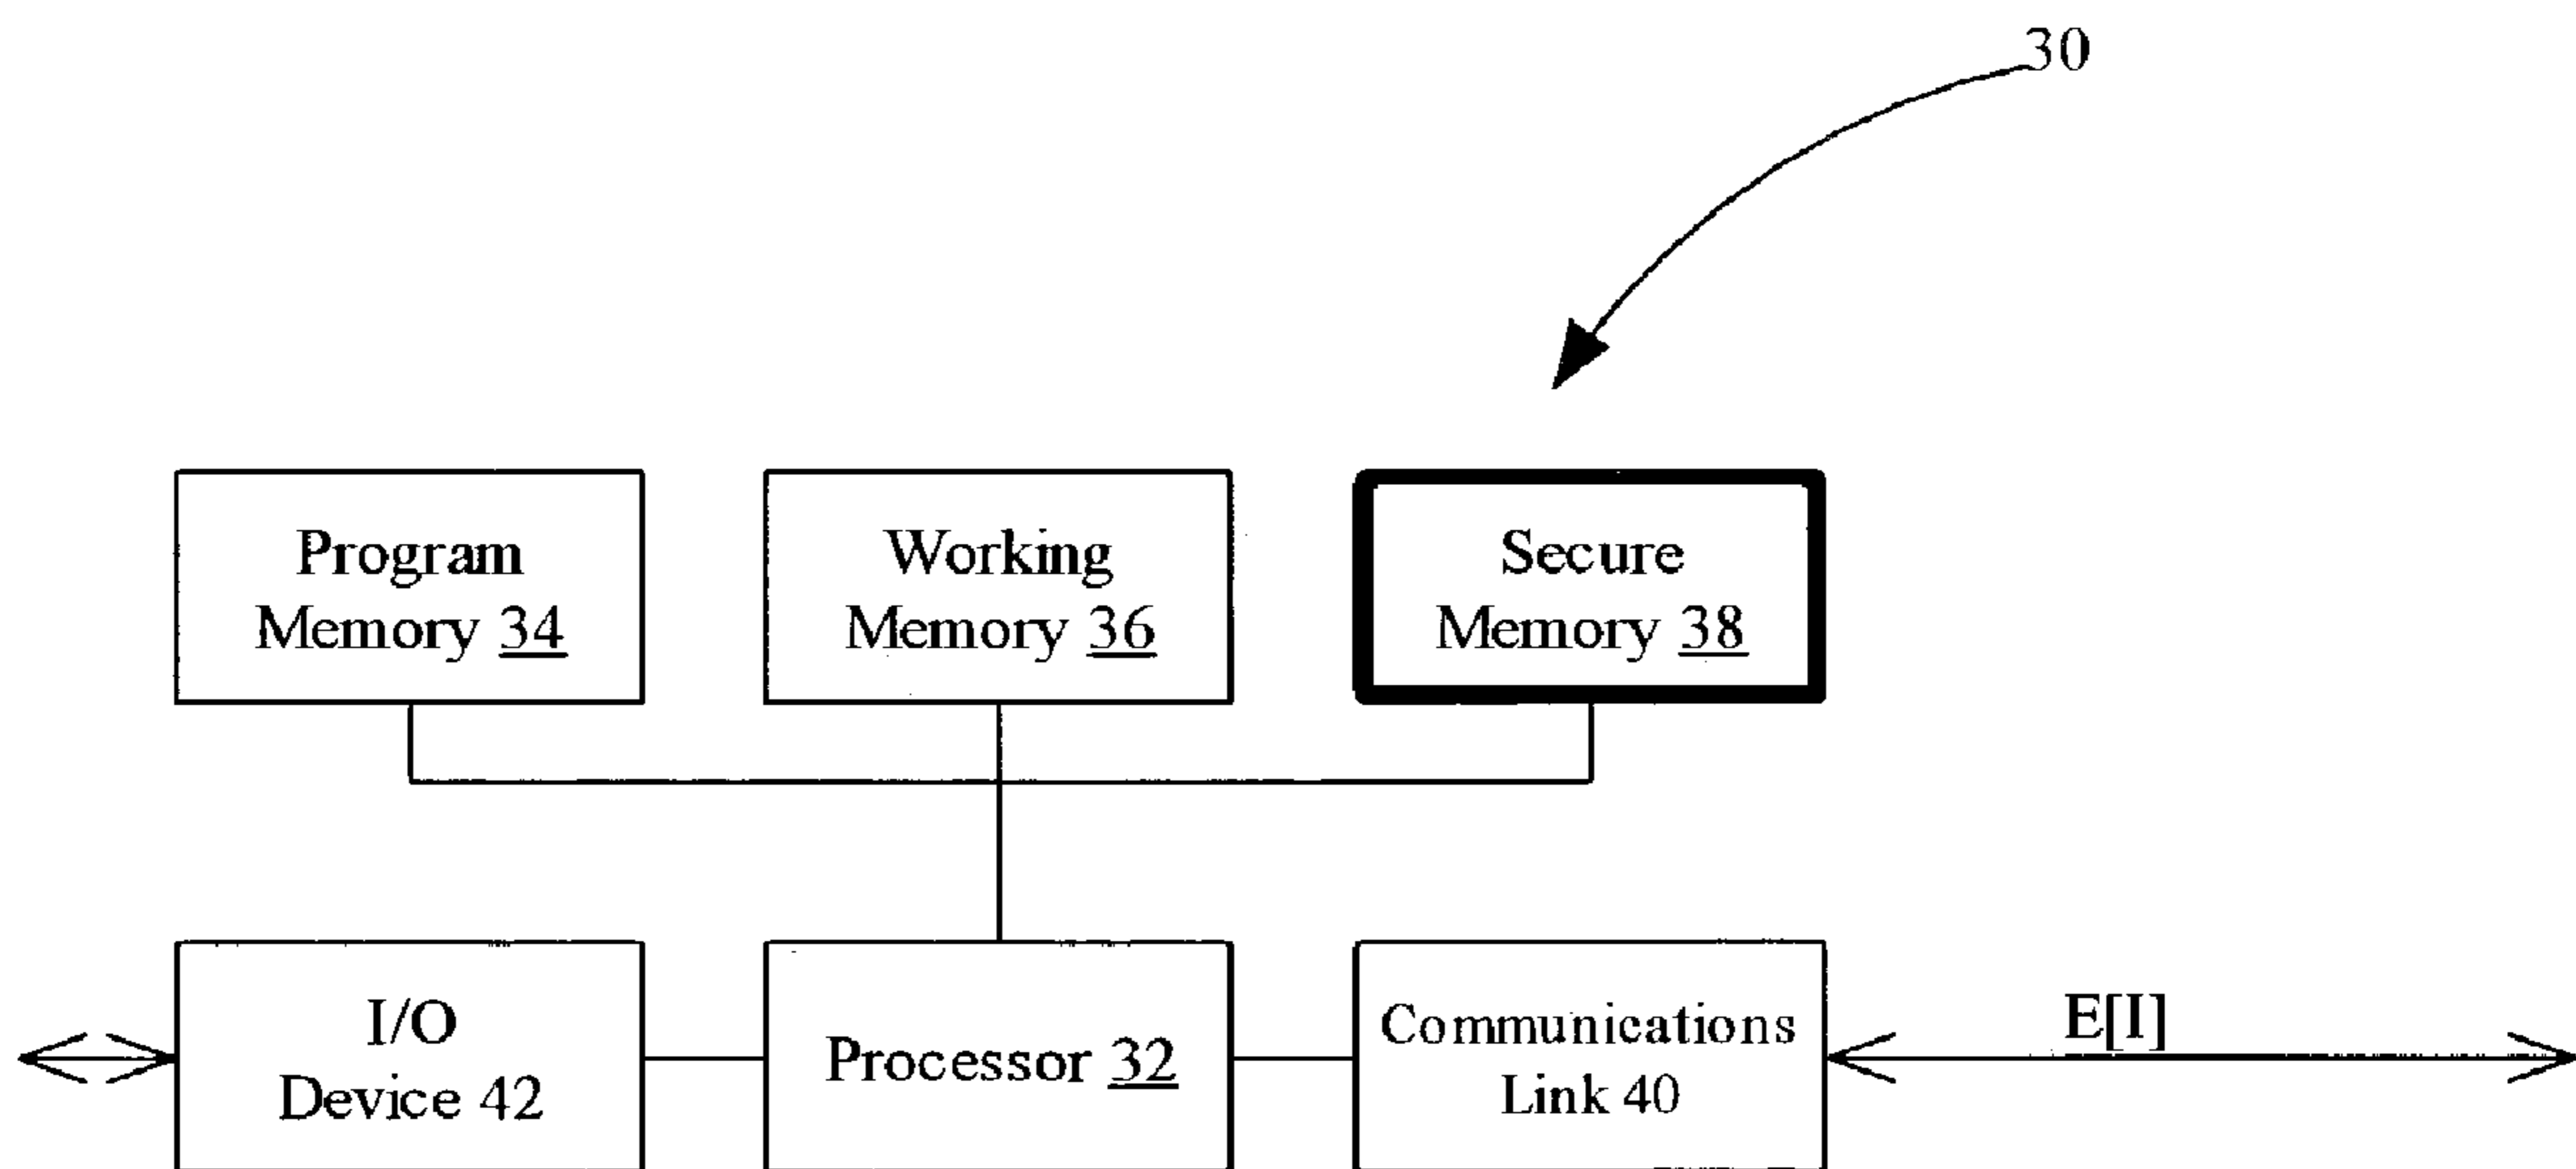 30
Program
Memory 34
Working
Memory 36
Secure
Memory 38
I/O
Device 42
Processor 32
Communications
Link 40
E[I]